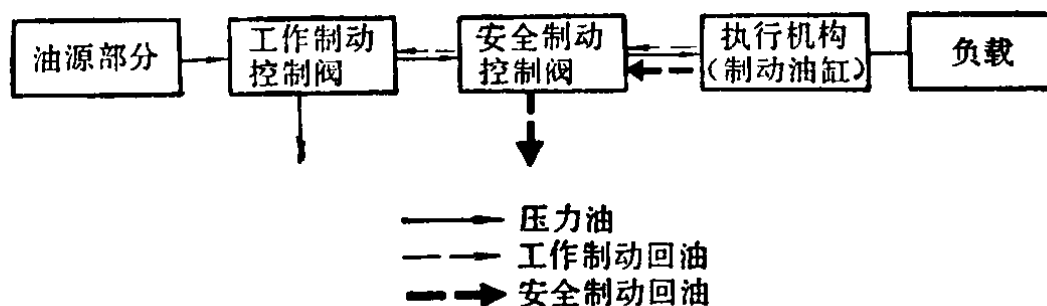 油源部分
工作制动
控制阀
安全制动
控制阀
执行机构
(制动油缸)
负载
压力油
工作制动回油
安全制动回油